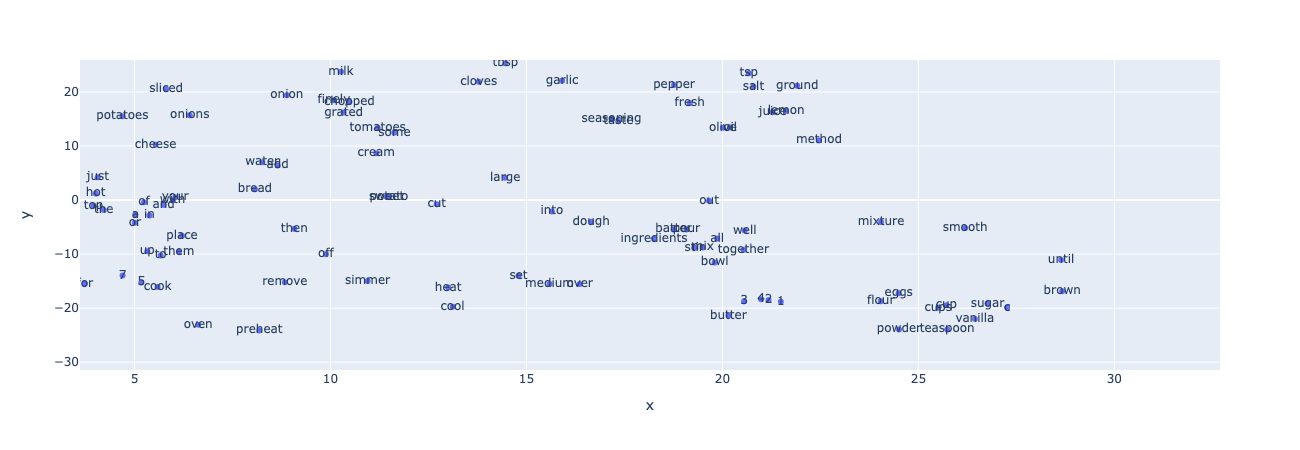 tbsp
milk tsp
cloves garlic pepper salt ground
sliced
20 onion finely chopped fresh
potatoes onions grated juice lemon
seasoning taste
tomatoes some olive oil
10 cheese method
cream
water add
just large
bread
hot
0 of your with sweet potato cut out
top the and into
a in dough mixture
or then batter pour well smooth
place ingredients all
up to them stir mix together
−10 off bowl until
7 set
for 5 cook remove simmer heat medium over brown
3 4 2 1 flour eggs
−20 cool butter cups cup sugar c
vanilla
oven preheat powder teaspoon
−30
5 10 15 20 25 30
x
y